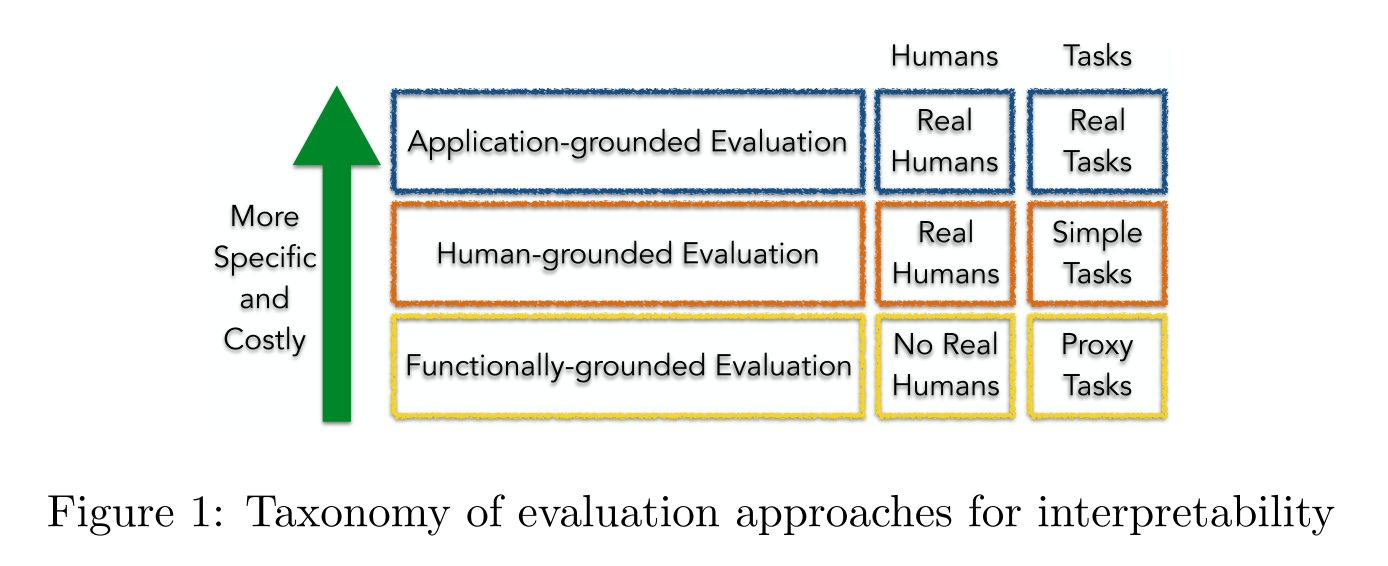 Humans
Tasks
Application-grounded Evaluation
Real
Humans
Real
Tasks
More
Specific
and
Costly
Human-grounded Evaluation
Real
Humans
Simple
Tasks
Functionally-grounded Evaluation
No Real
Humans
Proxy
Tasks
Figure 1: Taxonomy of evaluation approaches for interpretability